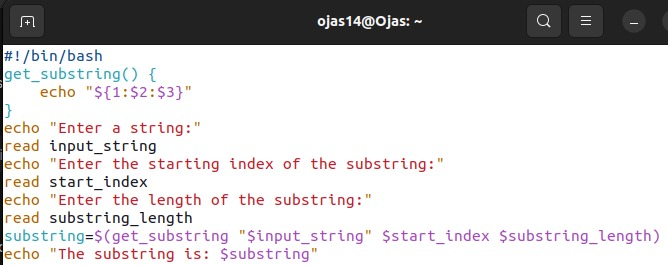 ojas14@Ojas: ~
#!/bin/bash
get_substring() {
    echo "${1:$2:$3}"
}
echo "Enter a string:"
read input_string
echo "Enter the starting index of the substring:"
read start_index
echo "Enter the length of the substring:"
read substring_length
substring=$(get_substring "$input_string" $start_index $substring_length)
echo "The substring is: $substring"